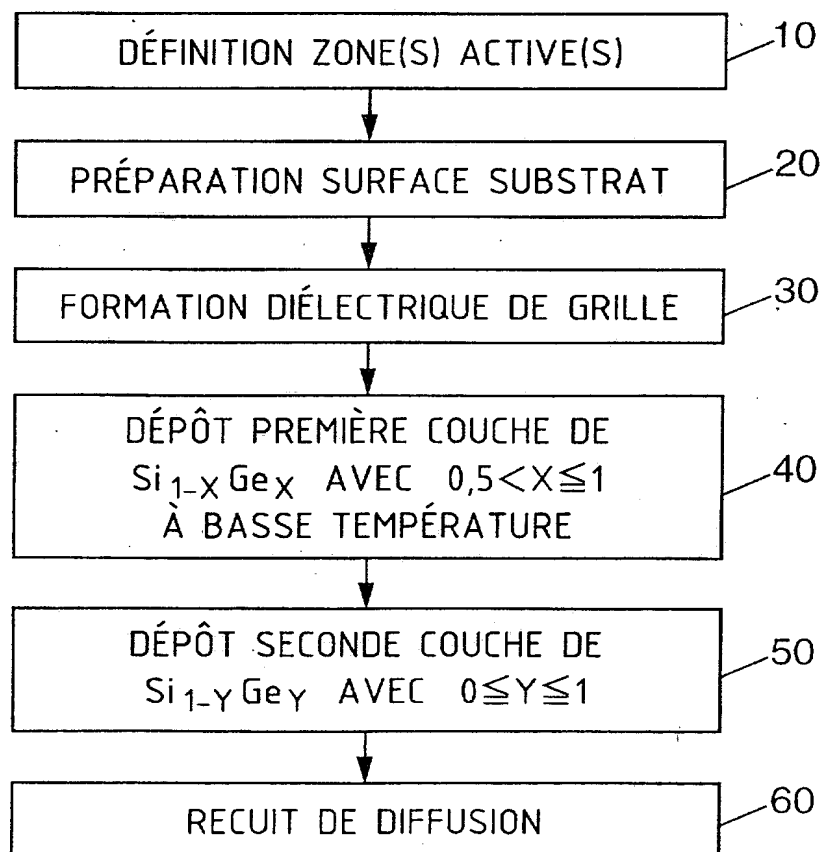 DÉFINITION ZONE(S) ACTIVE(S)
10
PRÉPARATION SURFACE SUBSTRAT
20
FORMATION DIÉLECTRIQUE DE GRILLE
30
DÉPÔT PREMIÈRE COUCHE DE
Si₁₋ₓGeₓ AVEC 0,5<X≦1
À BASSE TEMPÉRATURE
40
DÉPÔT SECONDE COUCHE DE
Si1-YGeY AVEC 0≦Y≦1
50
RECUIT DE DIFFUSION
60